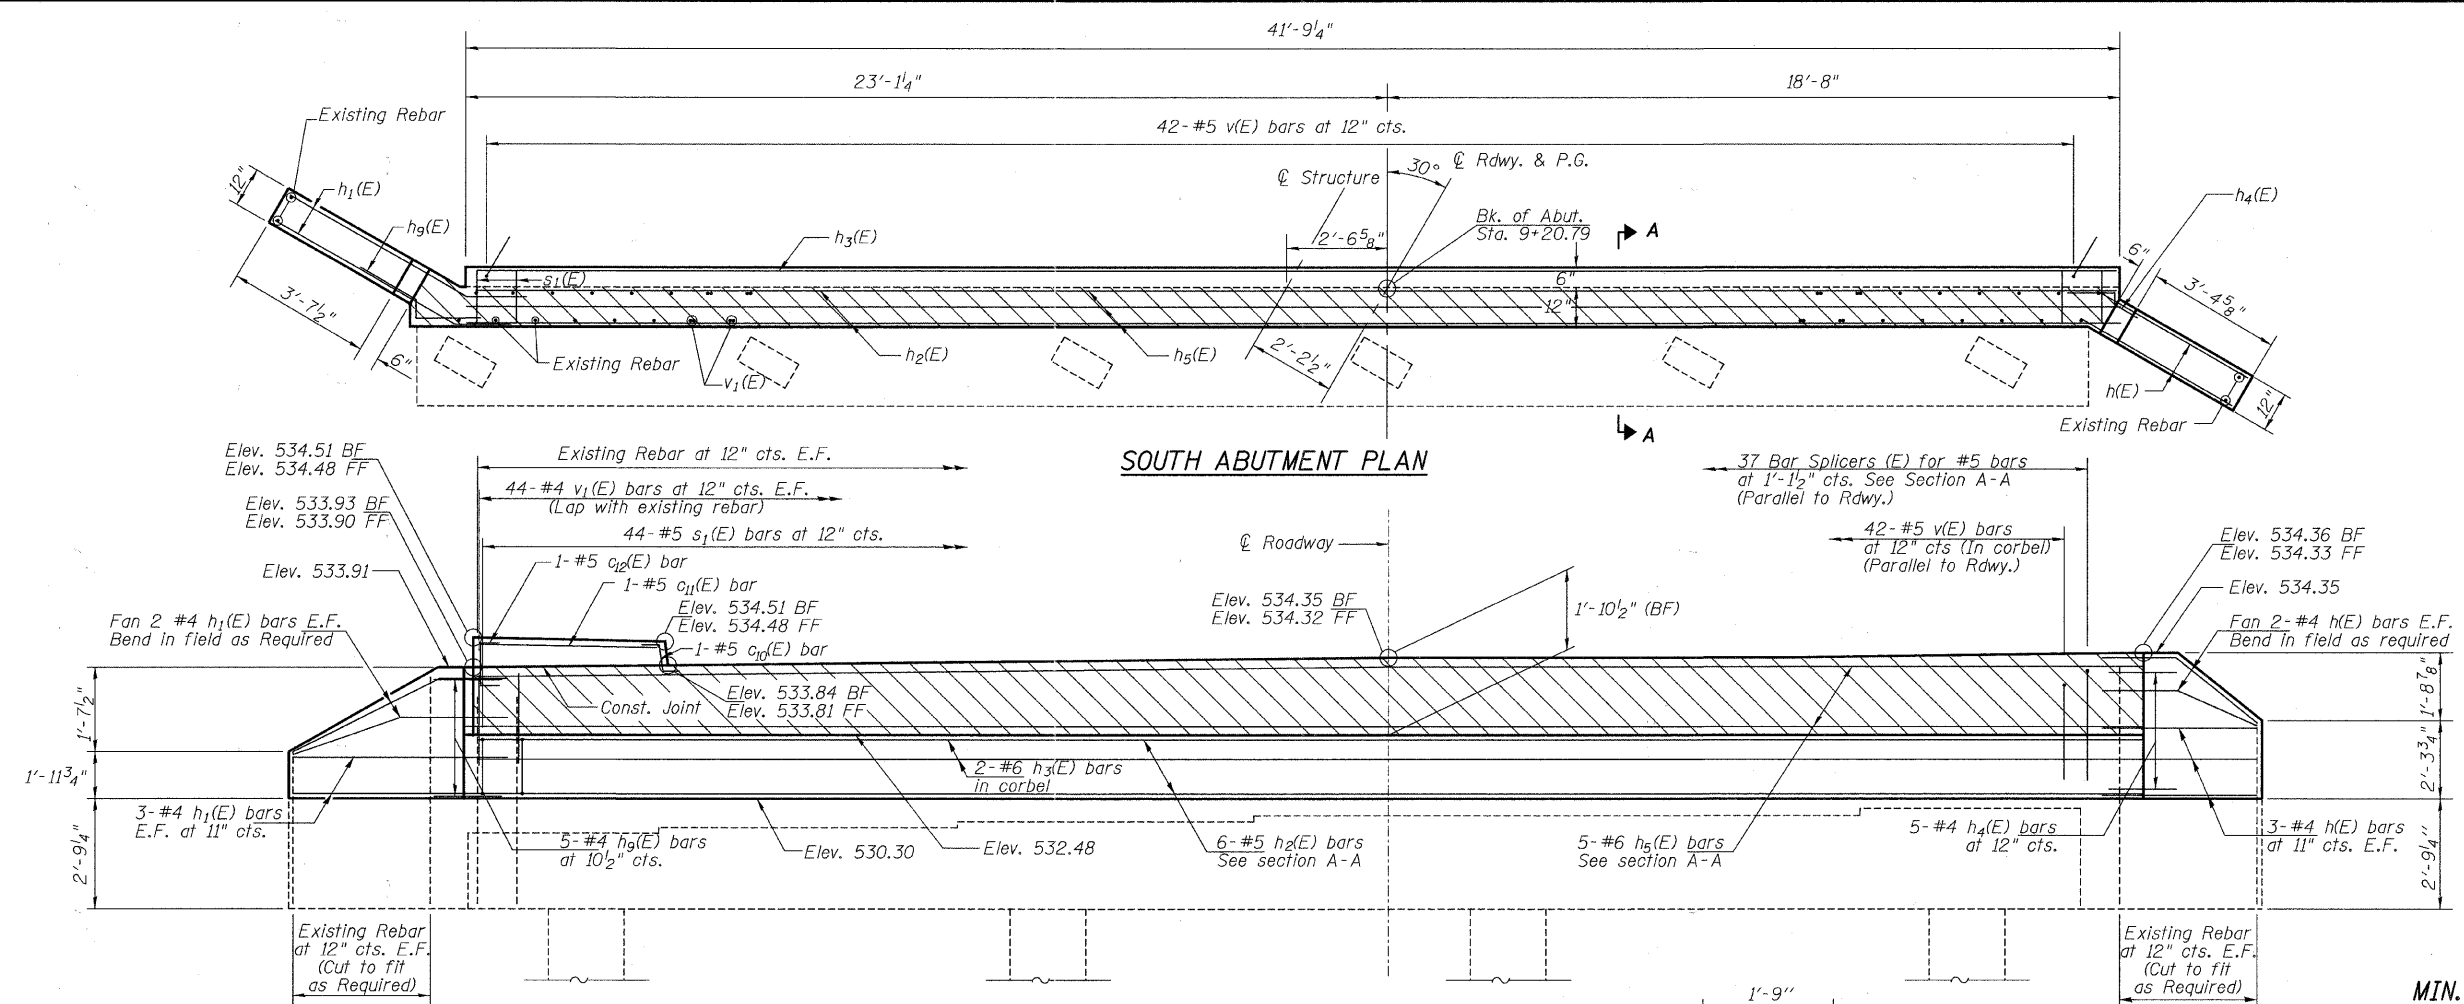 41'-9¼"
23'-1¼"
18'-8"
Existing Rebar
42-#5 v(E) bars at 12" cts.
℄ Structure
30°
℄ Rdwy. & P.G.
12"
h₁(E)
h₉(E)
h₃(E)
2'-6⅝"
Bk. of Abut.
Sta. 9+20.79
A
h₄(E)
6"
s₁(E)
6"
12"
3'-7½"
6"
Existing Rebar
v₁(E)
h₂(E)
2'-2½"
h₅(E)
3'-4⅝"
h(E)
12"
Existing Rebar
A
SOUTH ABUTMENT PLAN
Elev. 534.51 BF
Elev. 534.48 FF
Existing Rebar at 12" cts. E.F.
37 Bar Splicers (E) for #5 bars
at 1'-1½" cts. See Section A-A
(Parallel to Rdwy.)
44-#4 v₁(E) bars at 12" cts. E.F.
(Lap with existing rebar)
Elev. 533.93 BF
Elev. 533.90 FF
44-#5 s₁(E) bars at 12" cts.
℄ Roadway
42-#5 v(E) bars
at 12" cts (In corbel)
(Parallel to Rdwy.)
Elev. 534.36 BF
Elev. 534.33 FF
1-#5 c₁₂(E) bar
Elev. 533.91
1-#5 c₁₁(E) bar
Elev. 534.51 BF
Elev. 534.48 FF
Elev. 534.35 BF
Elev. 534.32 FF
1'-10½" (BF)
Elev. 534.35
Fan 2 #4 h₁(E) bars E.F.
Bend in field as Required
1-#5 c₁₀(E) bar
Fan 2-#4 h(E) bars E.F.
Bend in field as required
Elev. 533.84 BF
Elev. 533.81 FF
Const. Joint
1'-7½"
1'-8⅞"
1'-11¾"
2-#6 h₃(E) bars
in corbel
2'-3¾"
3-#4 h₁(E) bars
E.F. at 11" cts.
5-#4 h₉(E) bars
at 10½" cts.
Elev. 530.30
Elev. 532.48
6-#5 h₂(E) bars
See section A-A
5-#6 h₅(E) bars
See section A-A
5-#4 h₄(E) bars
at 12" cts.
3-#4 h(E) bars
at 11" cts. E.F.
2'-9¼"
2'-9¼"
Existing Rebar
at 12" cts. E.F.
(Cut to fit
as Required)
Existing Rebar
at 12" cts. E.F.
(Cut to fit
as Required)
1'-9"
MIN.